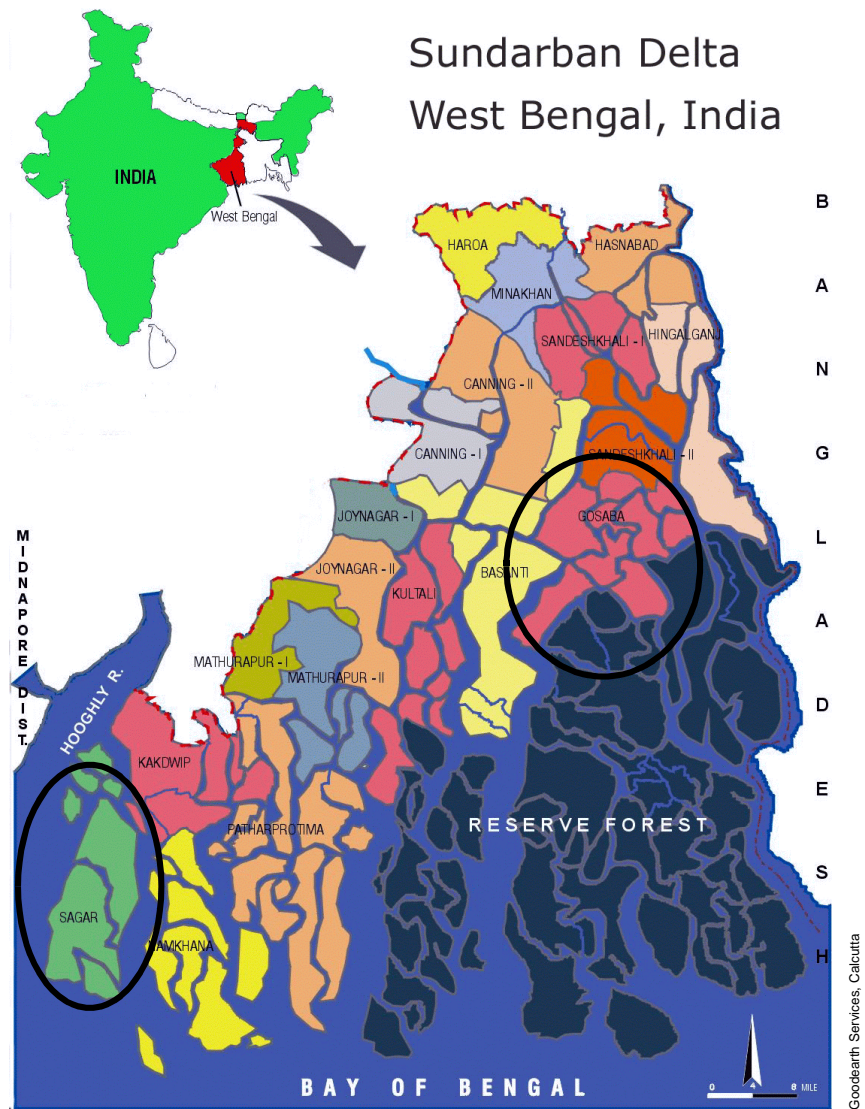 Sundarban Delta
West Bengal, India
INDIA
West Bengal
HAROA
HASNABAD
MINAKHAN
SANDESHKHALI - I
HINGALGANJ
CANNING - II
CANNING - I
SANDESHKHALI - II
JOYNAGAR - I
GOSABA
JOYNAGAR - II
BASANTI
KULTALI
MATHURAPUR - I
MATHURAPUR - II
MIDNAPORE DIST.
HOOGHLY R.
KAKDWIP
PATHARPROTIMA
RESERVE FOREST
SAGAR
NAMKHANA
BANGLADESH
BAY OF BENGAL
0 4 8 MILE
Goodearth Services, Calcutta